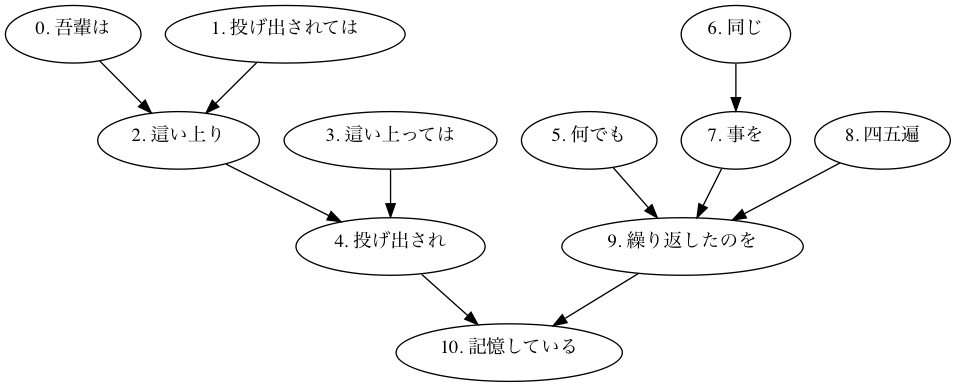 0. 吾輩は
1. 投げ出されては
6. 同じ
2. 這い上り
3. 這い上っては
5. 何でも
7. 事を
8. 四五遍
4. 投げ出され
9. 繰り返したのを
10. 記憶している